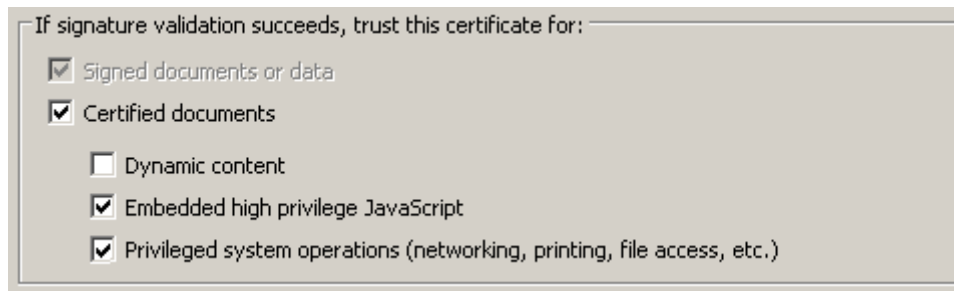 If signature validation succeeds, trust this certificate for:
Signed documents or data
Certified documents
Dynamic content
Embedded high privilege JavaScript
Privileged system operations (networking, printing, file access, etc.)